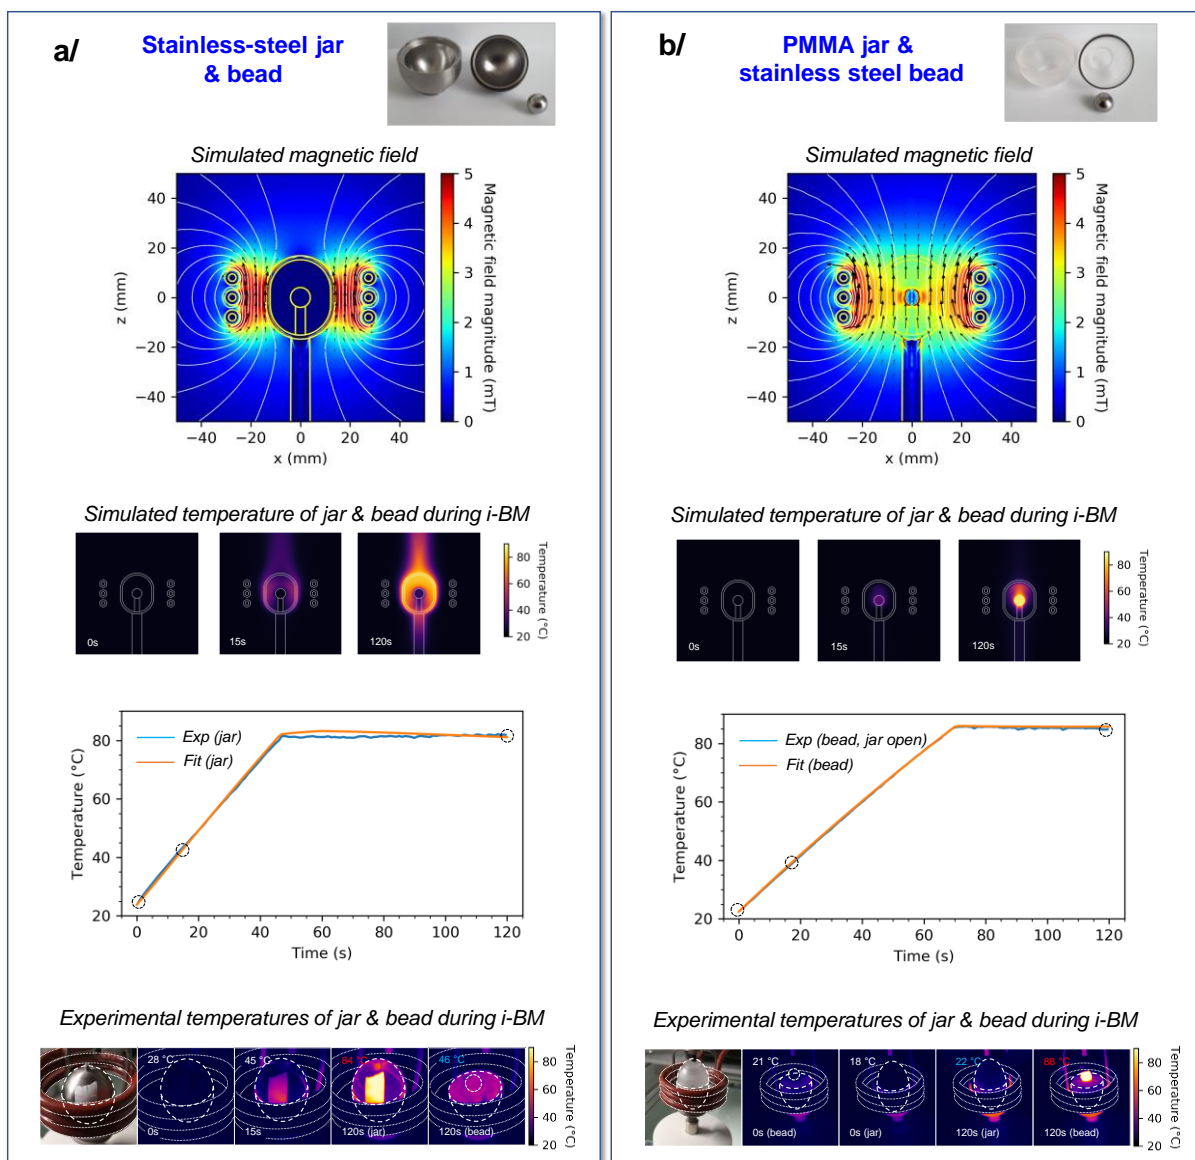 a/
Stainless-steel jar
& bead
Simulated magnetic field
40
20
0
−20
−40
z (mm)
−40 −20 0 20 40
x (mm)
5
4
3
2
1
0
Magnetic field magnitude (mT)
Simulated temperature of jar & bead during i-BM
0s
15s
120s
80
60
40
20
Temperature (°C)
Exp (jar)
Fit (jar)
80
60
40
20
Temperature (°C)
0 20 40 60 80 100 120
Time (s)
Experimental temperatures of jar & bead during i-BM
28 °C
45 °C
84 °C
46 °C
0s
15s
120s (jar)
120s (bead)
80
60
40
20
Temperature (°C)
b/
PMMA jar &
stainless steel bead
Simulated magnetic field
40
20
0
−20
−40
z (mm)
−40 −20 0 20 40
x (mm)
5
4
3
2
1
0
Magnetic field magnitude (mT)
Simulated temperature of jar & bead during i-BM
0s
15s
120s
80
60
40
20
Temperature (°C)
Exp (bead, jar open)
Fit (bead)
80
60
40
20
Temperature (°C)
0 20 40 60 80 100 120
Time (s)
Experimental temperatures of jar & bead during i-BM
21 °C
18 °C
22 °C
88 °C
0s (bead)
0s (jar)
120s (jar)
120s (bead)
80
60
40
20
Temperature (°C)